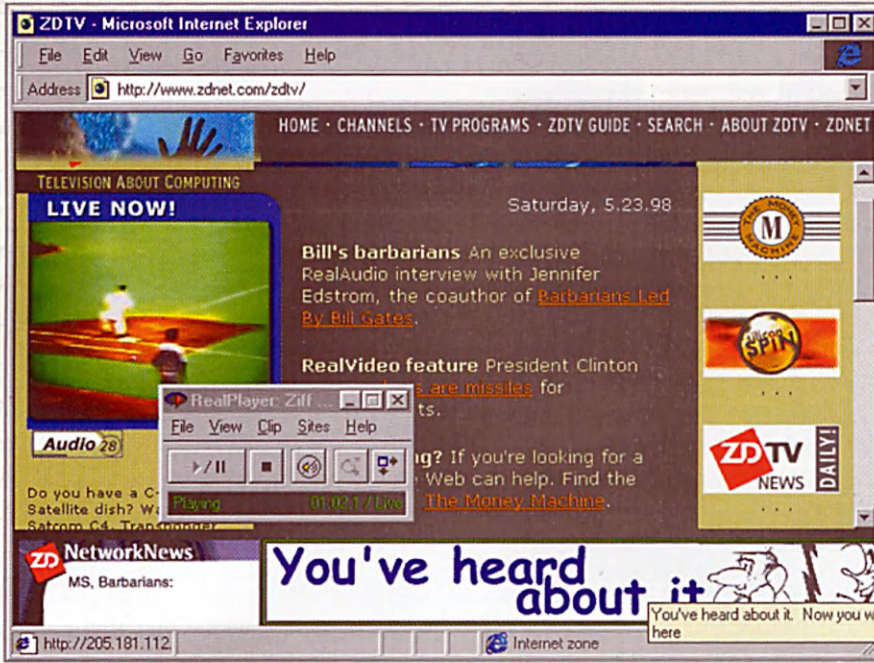 ZDTV - Microsoft Internet Explorer
File Edit View Go Favorites Help
Address http://www.zdnet.com/zdtv/
HOME · CHANNELS · TV PROGRAMS · ZDTV GUIDE · SEARCH · ABOUT ZDTV · ZDNET
TELEVISION ABOUT COMPUTING
LIVE NOW!
Audio 28
Do you have a C-
Satellite dish?
Satcom C4, Transponder
Saturday, 5.23.98
Bill's barbarians An exclusive
RealAudio interview with Jennifer
Edstrom, the coauthor of Barbarians Led
By Bill Gates.
RealVideo feature President Clinton
are missiles for
ts.
g? If you're looking for a
Web can help. Find the
The Money Machine.
RealPlayer: Ziff ...
File View Clip Sites Help
Playing 01:02.1 / Live
THE MONEY MACHINE
M
. . .
silicon
SPIN
. . .
ZDTV
NEWS
DAILY!
. . .
ZD NetworkNews
MS, Barbarians:
You've heard
about it
You've heard about it. Now you w
here
http://205.181.112
Internet zone